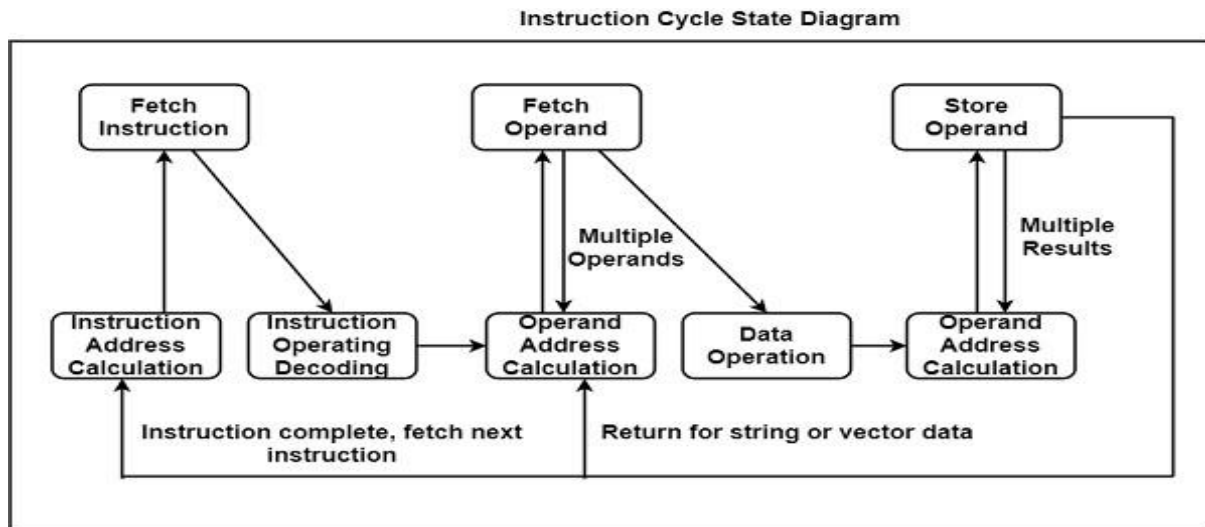 Instruction Cycle State Diagram
Fetch
Instruction
Fetch
Operand
Store
Operand
Multiple
Operands
Multiple
Results
Instruction
Address
Calculation
Instruction
Operating
Decoding
Operand
Address
Calculation
Data
Operation
Operand
Address
Calculation
Instruction complete, fetch next
instruction
Return for string or vector data